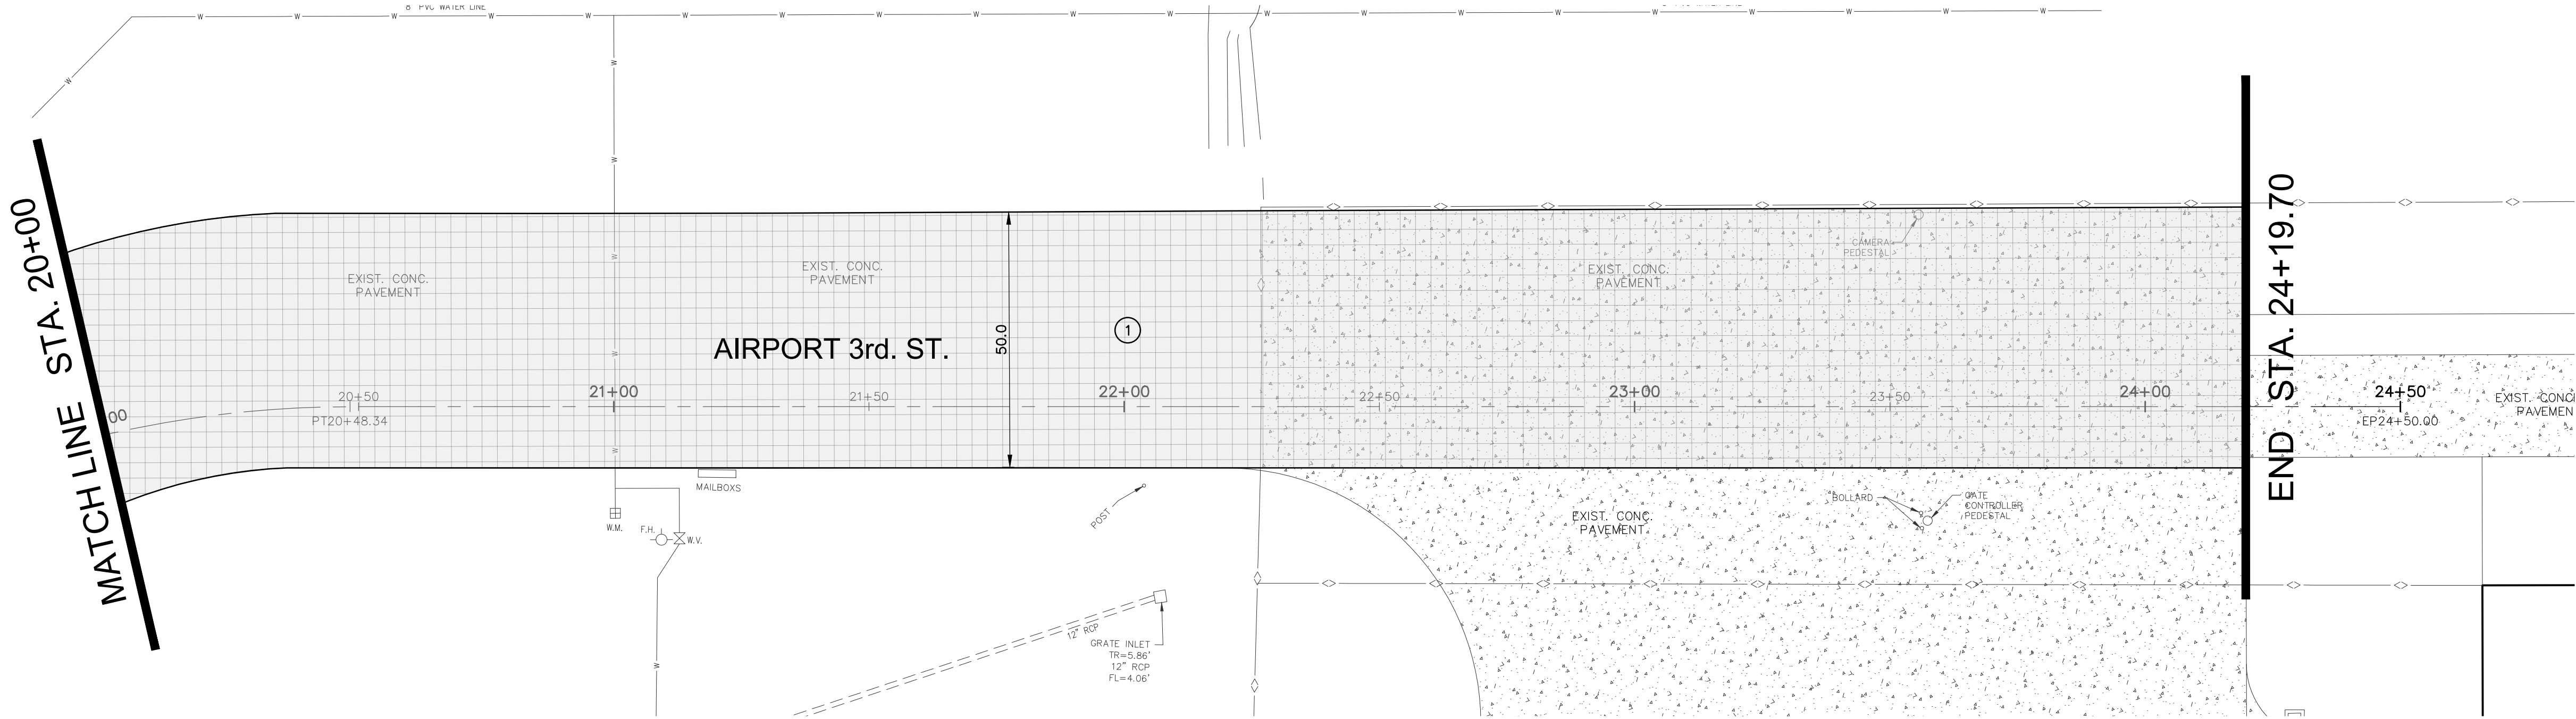 8" PVC WATER LINE
MATCH LINE STA. 20+00
END STA. 24+19.70
EXIST. CONC.
PAVEMENT
EXIST. CONC.
PAVEMENT
EXIST. CONC.
PAVEMENT
CAMERA
PEDESTAL
AIRPORT 3rd. ST.
50.0
1
00
20+50
21+00
21+50
22+00
22+50
23+00
23+50
24+00
24+50
PT20+48.34
EP24+50.00
EXIST. CONC
PAVEMEN
MAILBOXS
W.M.
F.H.
W.V.
POST
12" RCP
GRATE INLET
TR=5.86'
12" RCP
FL=4.06'
EXIST. CONC.
PAVEMENT
BOLLARD
GATE
CONTROLLER
PEDESTAL